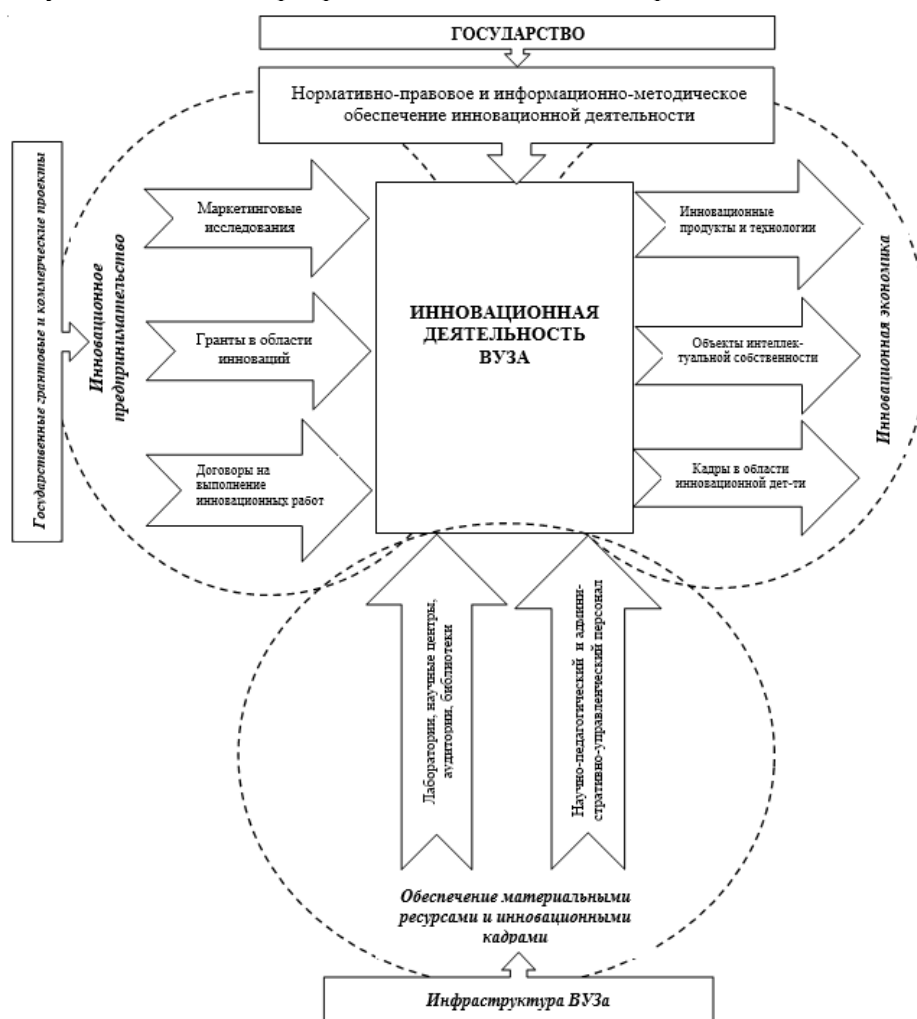 ГОСУДАРСТВО
Нормативно-правовое и информационно-методическое
обеспечение инновационной деятельности
Государственные грантовые и коммерческие проекты
Инновационное
предпринимательство
Маркетинговые
исследования
Гранты в области
инноваций
Договоры на
выполнение
инновационных работ
ИННОВАЦИОННАЯ
ДЕЯТЕЛЬНОСТЬ
ВУЗА
Инновационные
продукты и технологии
Объекты интеллек-
туальной собственности
Кадры в области
инновационной дет-ти
Инновационная экономика
Лаборатории, научные центры,
аудитории, библиотеки
Научно-педагогический и админи-
стративно-управленческий персонал
Обеспечение материальными
ресурсами и инновационными
кадрами
Инфраструктура ВУЗа